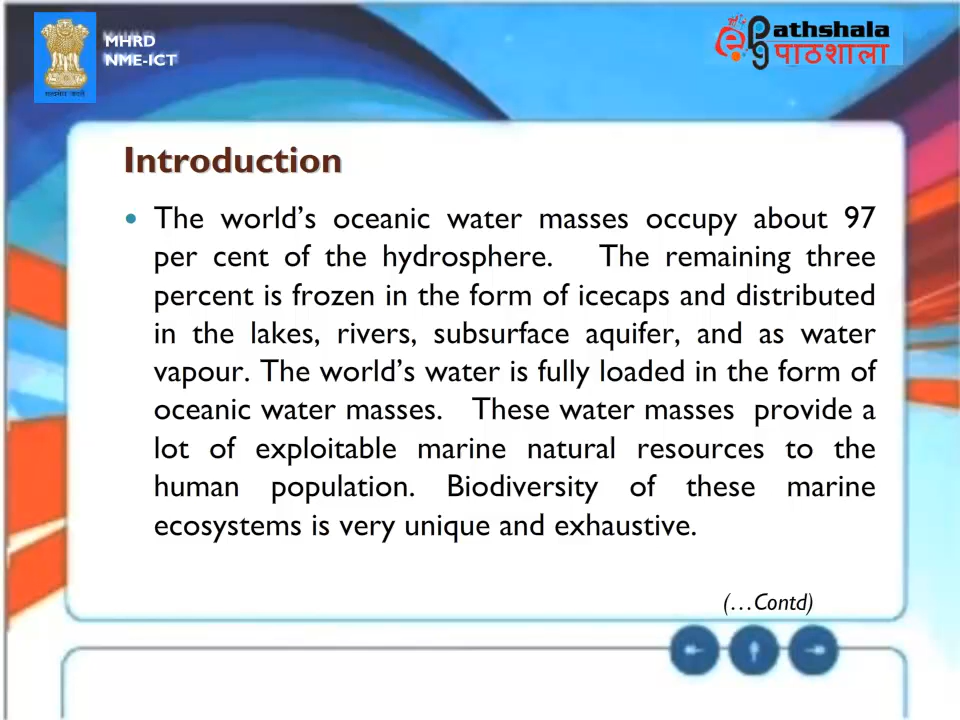 MHRD
NME-ICT
e pg athshala
पाठशाला
Introduction
• The world's oceanic water masses occupy about 97
per cent of the hydrosphere. The remaining three
percent is frozen in the form of icecaps and distributed
in the lakes, rivers, subsurface aquifer, and as water
vapour. The world's water is fully loaded in the form of
oceanic water masses. These water masses provide a
lot of exploitable marine natural resources to the
human population. Biodiversity of these marine
ecosystems is very unique and exhaustive.
(...Contd)